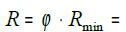 R = φ · R_min =